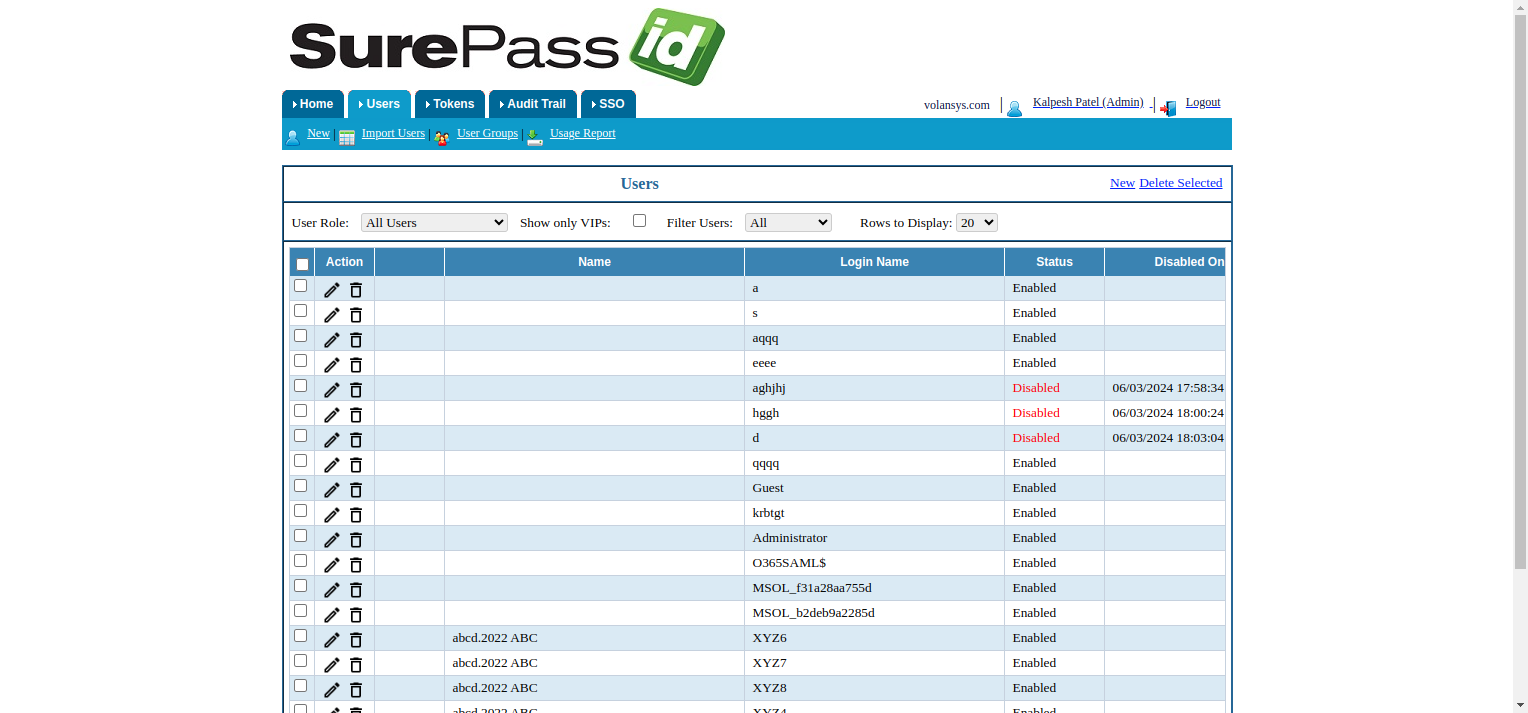 SurePass id
Home Users Tokens Audit Trail SSO volansys.com | Kalpesh Patel (Admin) | Logout
New | Import Users | User Groups | Usage Report
Users New Delete Selected
User Role: All Users Show only VIPs: Filter Users: All Rows to Display: 20
Action Name Login Name Status Disabled On
a Enabled
s Enabled
aqqq Enabled
eeee Enabled
aghjhj Disabled 06/03/2024 17:58:34
hggh Disabled 06/03/2024 18:00:24
d Disabled 06/03/2024 18:03:04
qqqq Enabled
Guest Enabled
krbtgt Enabled
Administrator Enabled
O365SAML$ Enabled
MSOL_f31a28aa755d Enabled
MSOL_b2deb9a2285d Enabled
abcd.2022 ABC XYZ6 Enabled
abcd.2022 ABC XYZ7 Enabled
abcd.2022 ABC XYZ8 Enabled
abcd.2022 ABC XYZ4 Enabled